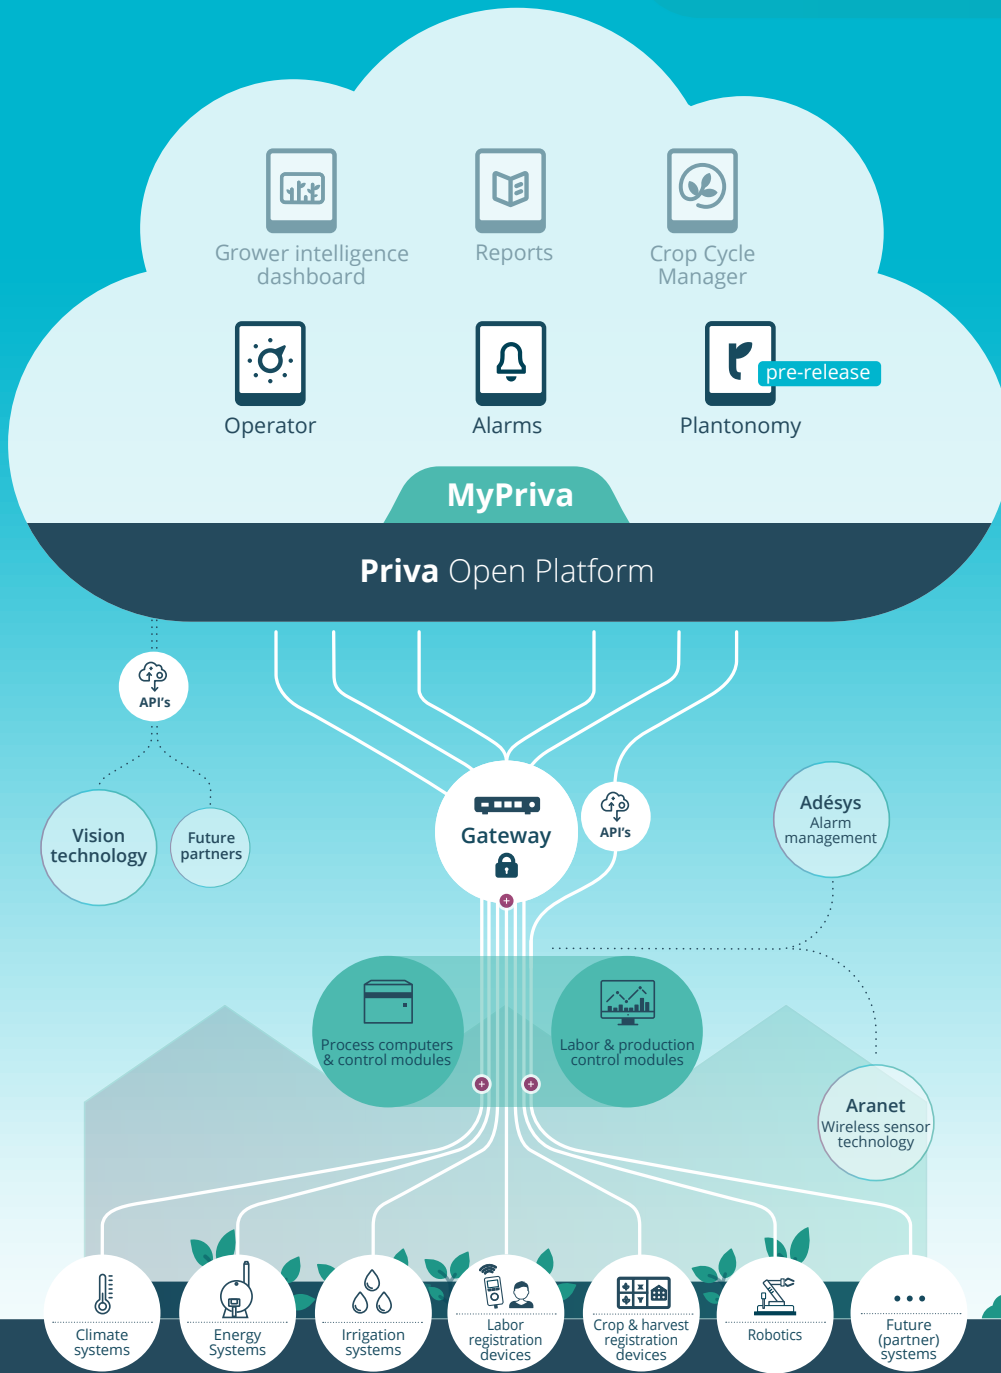 Grower intelligence
dashboard
Reports
Crop Cycle
Manager
Operator
Alarms
pre-release
Plantonomy
MyPriva
Priva Open Platform
API's
Vision
technology
Future
partners
Gateway
API's
Adésys
Alarm
management
Process computers
& control modules
Labor & production
control modules
Aranet
Wireless sensor
technology
Climate
systems
Energy
Systems
Irrigation
systems
Labor
registration
devices
Crop & harvest
registration
devices
Robotics
Future
(partner)
systems